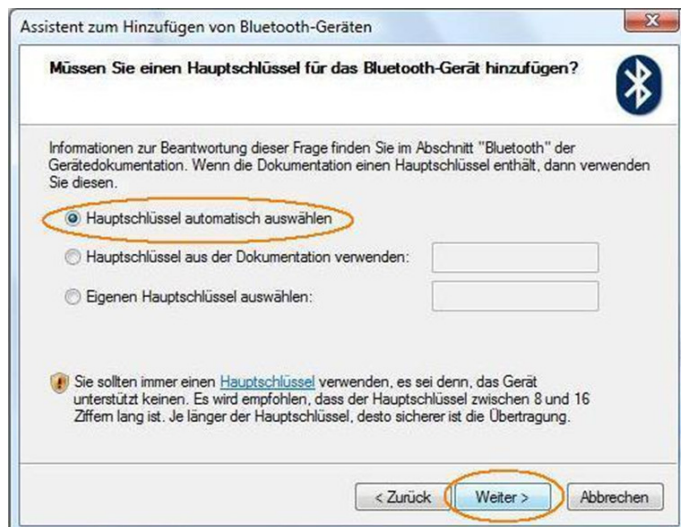 Assistent zum Hinzufügen von Bluetooth-Geräten
Müssen Sie einen Hauptschlüssel für das Bluetooth-Gerät hinzufügen?
Informationen zur Beantwortung dieser Frage finden Sie im Abschnitt "Bluetooth" der
Gerätedokumentation. Wenn die Dokumentation einen Hauptschlüssel enthält, dann verwenden
Sie diesen.
Hauptschlüssel automatisch auswählen
Hauptschlüssel aus der Dokumentation verwenden:
Eigenen Hauptschlüssel auswählen:
Sie sollten immer einen Hauptschlüssel verwenden, es sei denn, das Gerät
unterstützt keinen. Es wird empfohlen, dass der Hauptschlüssel zwischen 8 und 16
Ziffern lang ist. Je länger der Hauptschlüssel, desto sicherer ist die Übertragung.
< Zurück Weiter > Abbrechen